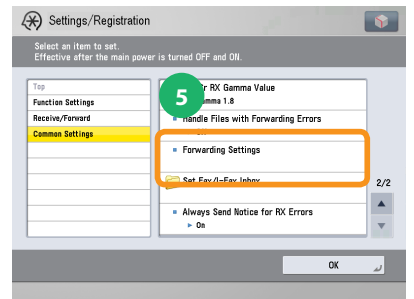 Settings/Registration
Select an item to set.
Effective after the main power is turned OFF and ON.
Top
Function Settings
Receive/Forward
Common Settings
5
r RX Gamma Value
mma 1.8
Handle Files with Forwarding Errors
Off
Forwarding Settings
Set Fax/I-Fax Inbox
Always Send Notice for RX Errors
On
2/2
OK